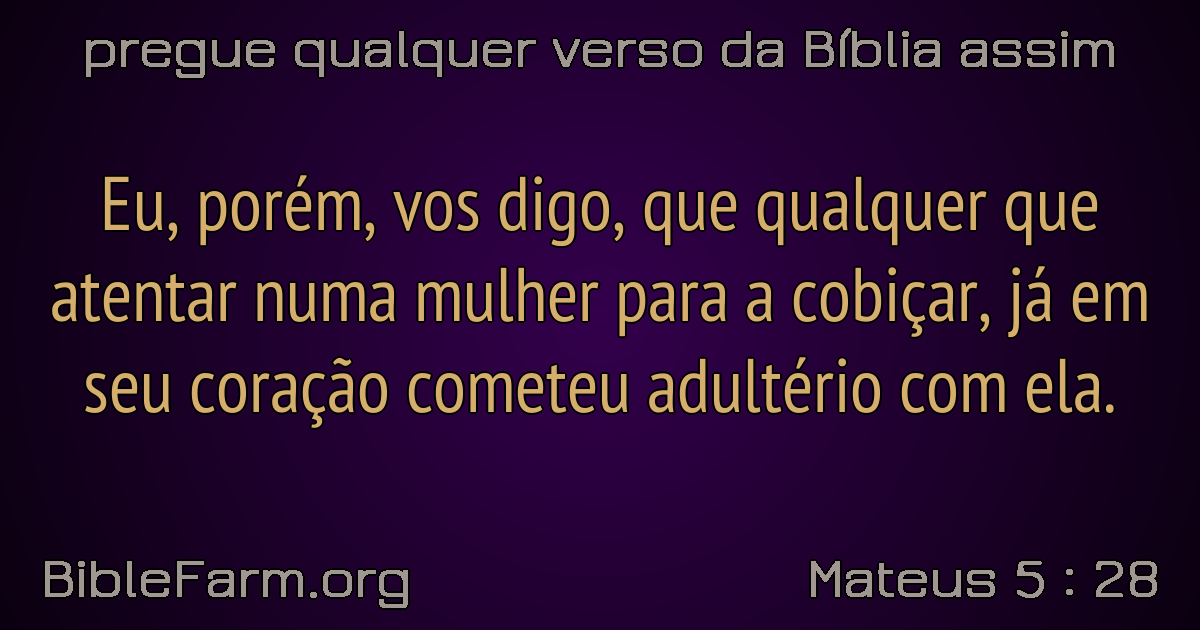 pregue qualquer verso da Bíblia assim
Eu, porém, vos digo, que qualquer que
atentar numa mulher para a cobiçar, já em
seu coração cometeu adultério com ela.
BibleFarm.org
Mateus 5 : 28